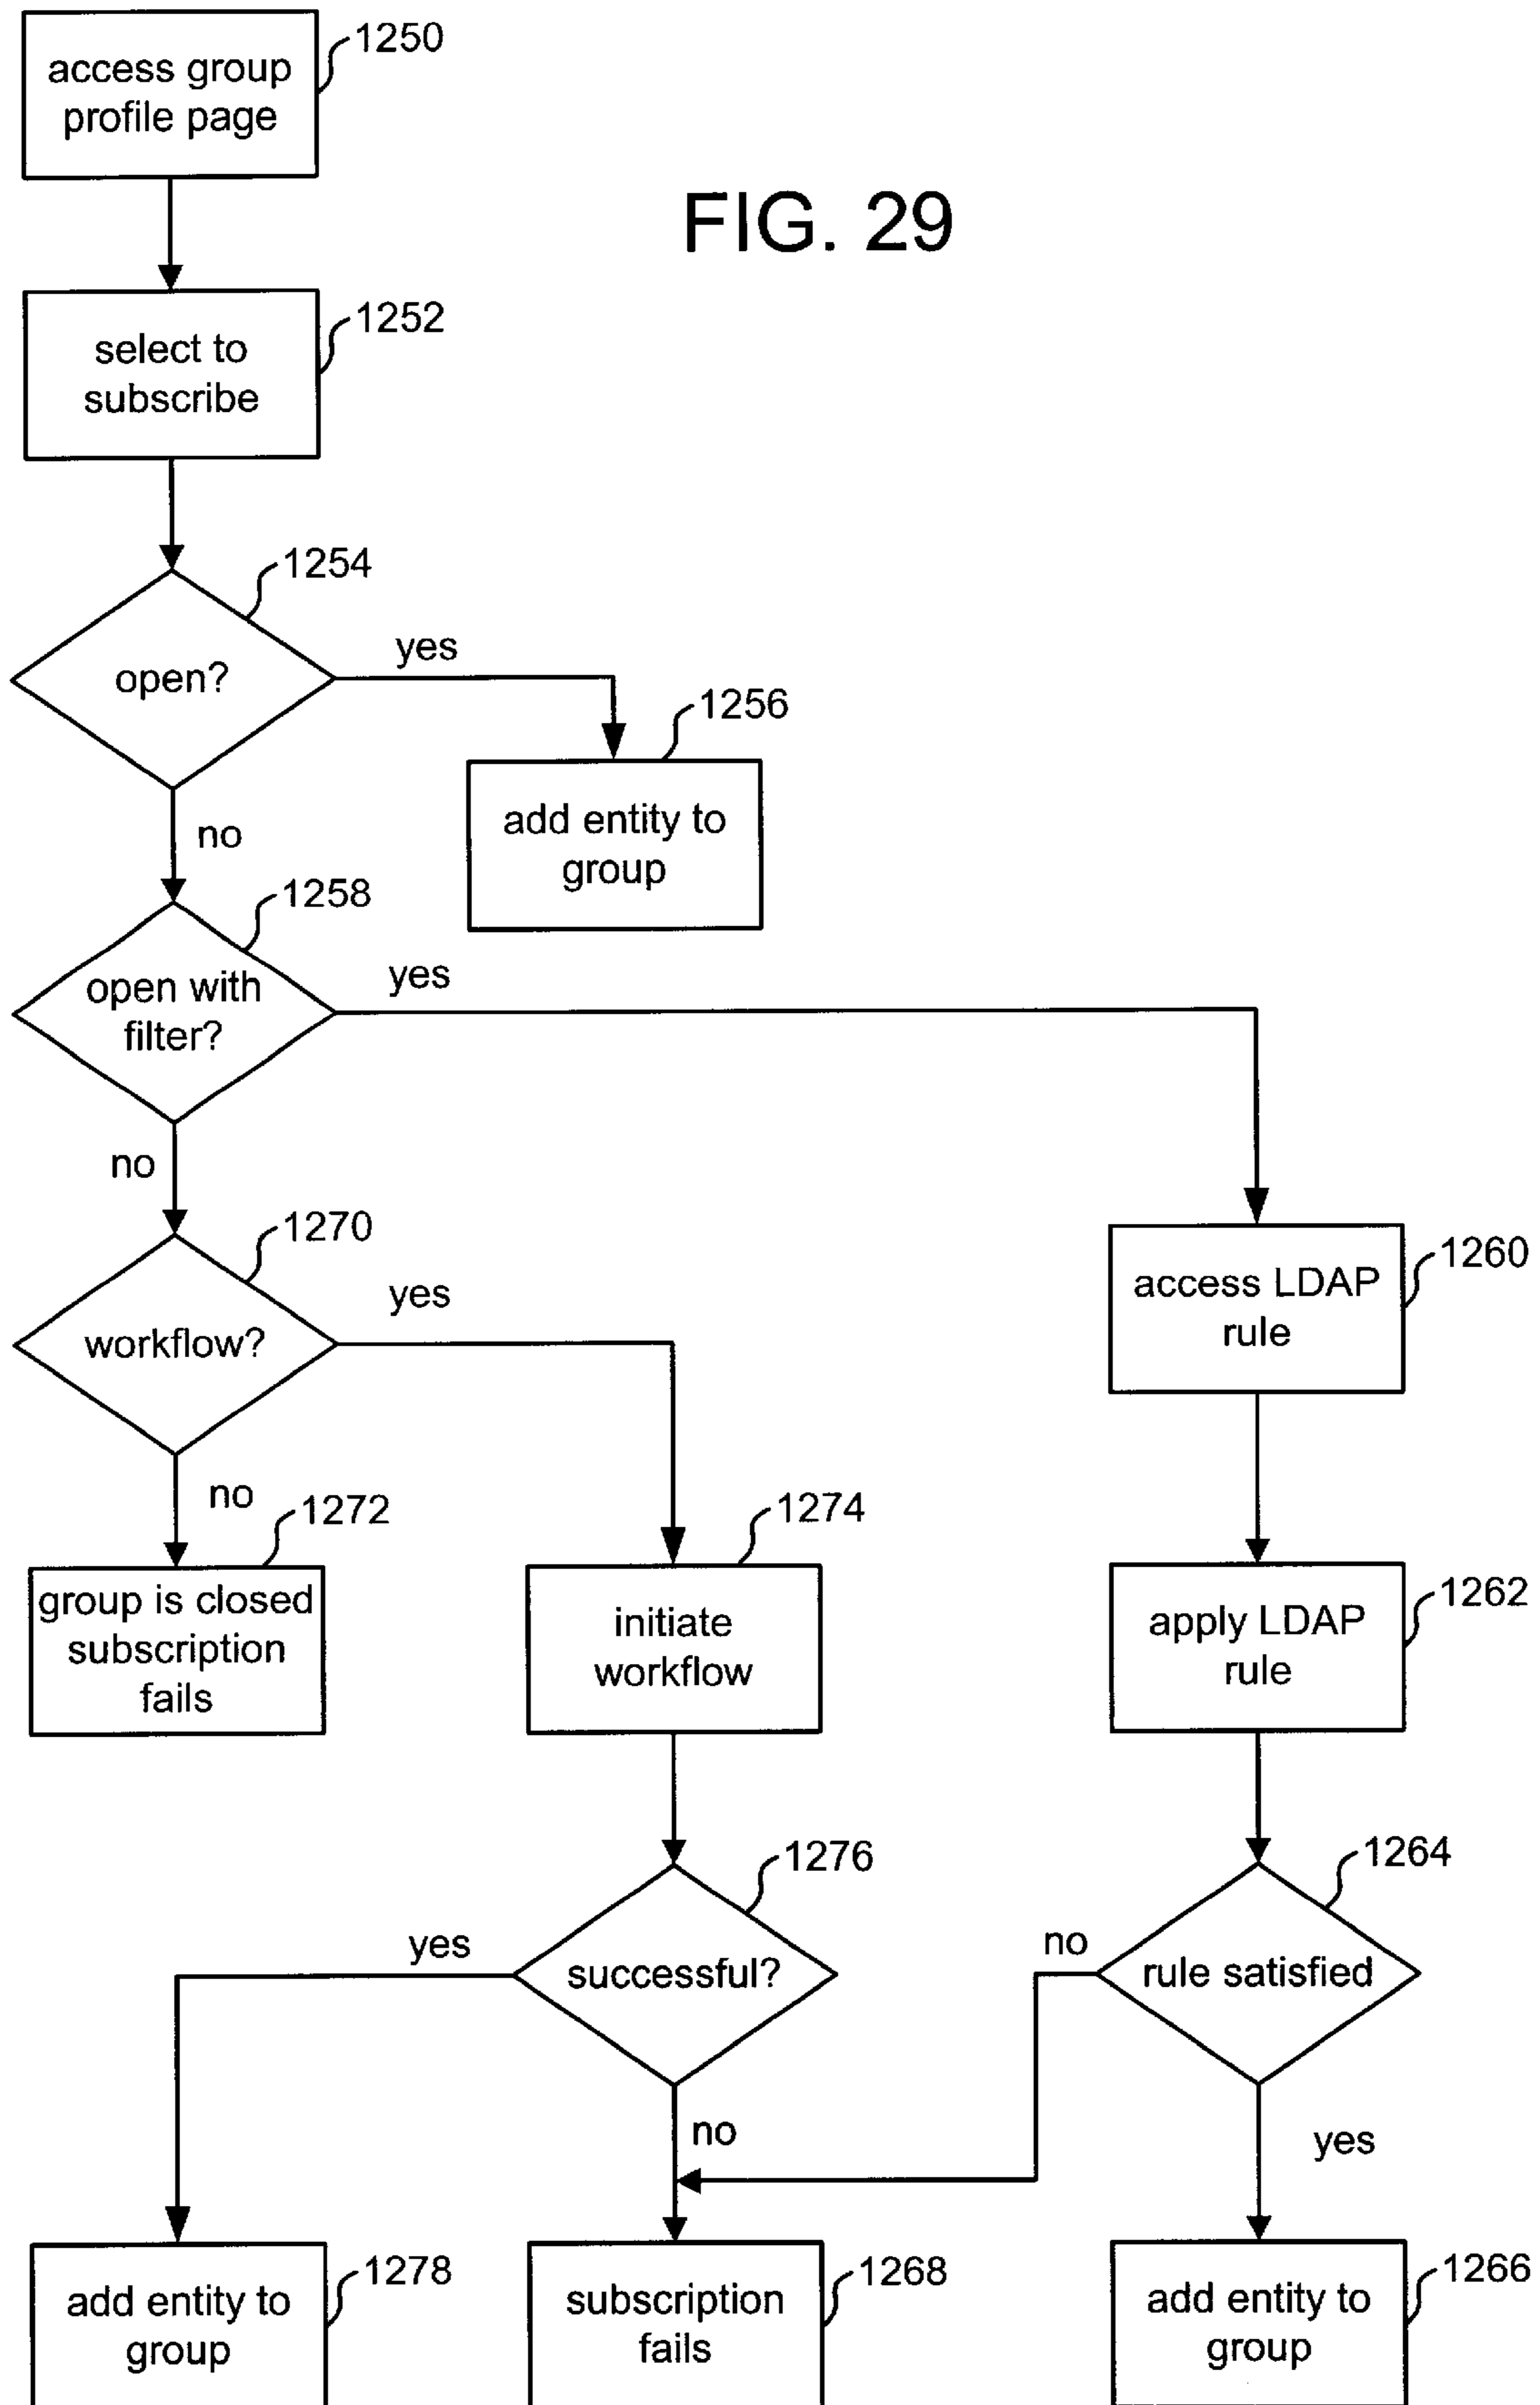 1250
access group
profile page
FIG. 29
1252
select to
subscribe
1254
open?
yes
1256
add entity to
group
no
1258
open with
filter?
yes
no
1270
workflow?
yes
1260
access LDAP
rule
no
1272
group is closed
subscription
fails
1274
initiate
workflow
1262
apply LDAP
rule
1276
successful?
yes
1264
rule satisfied
no
no
yes
1278
add entity to
group
1268
subscription
fails
1266
add entity to
group